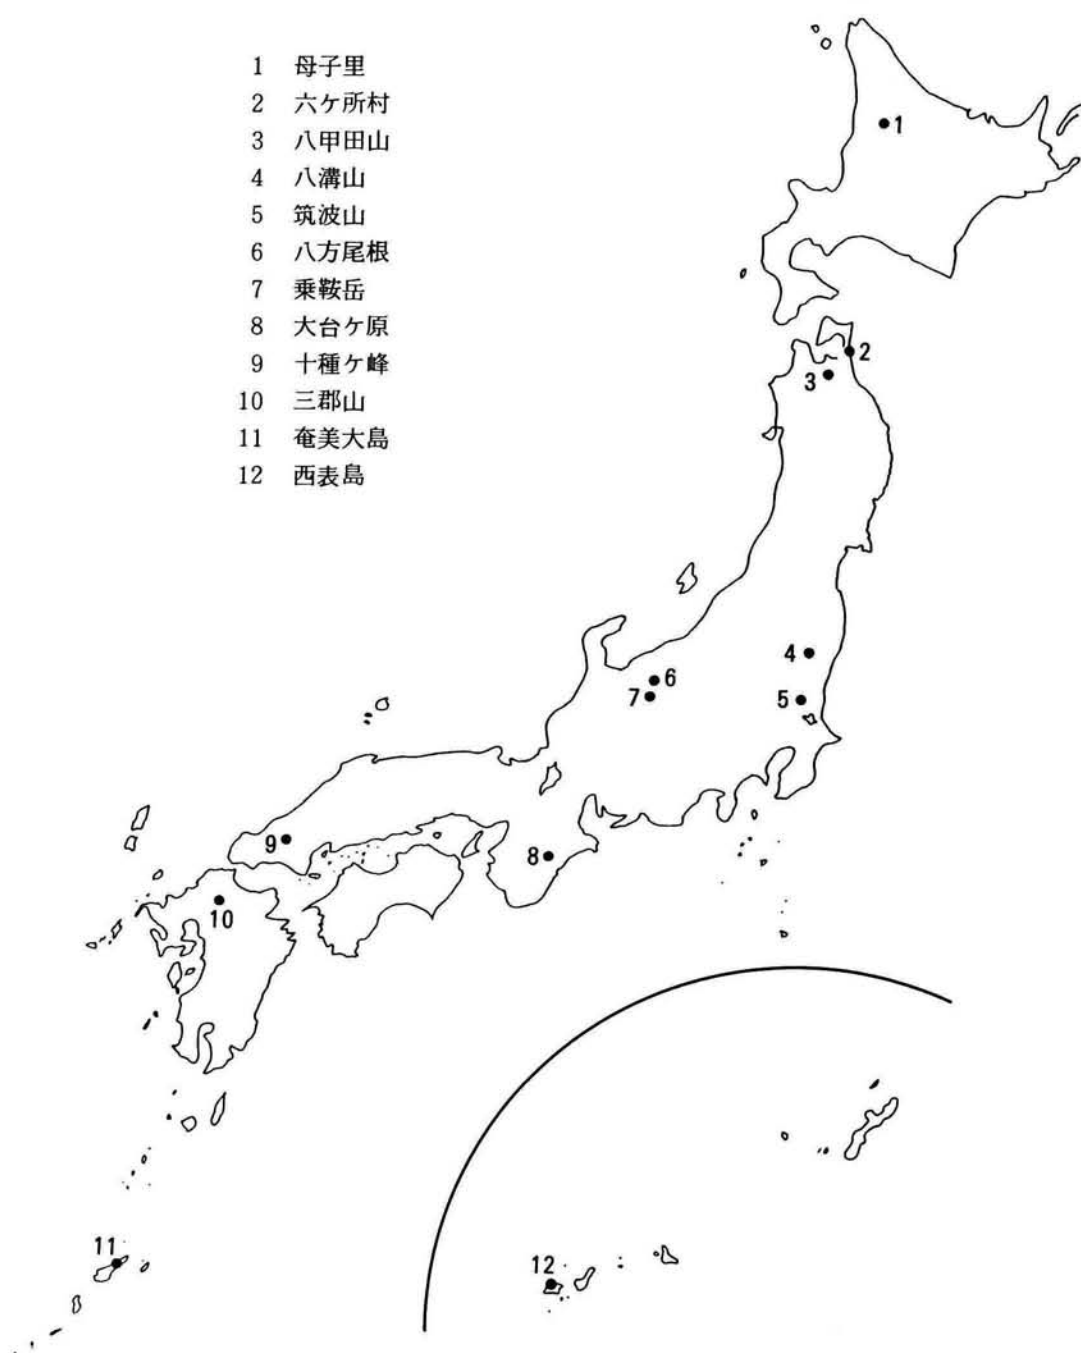 1 母子里
2 六ケ所村
3 八甲田山
4 八溝山
5 筑波山
6 八方尾根
7 乗鞍岳
8 大台ケ原
9 十種ケ峰
10 三郡山
11 奄美大島
12 西表島
1
2
3
4
6
7
5
9
8
10
11
12